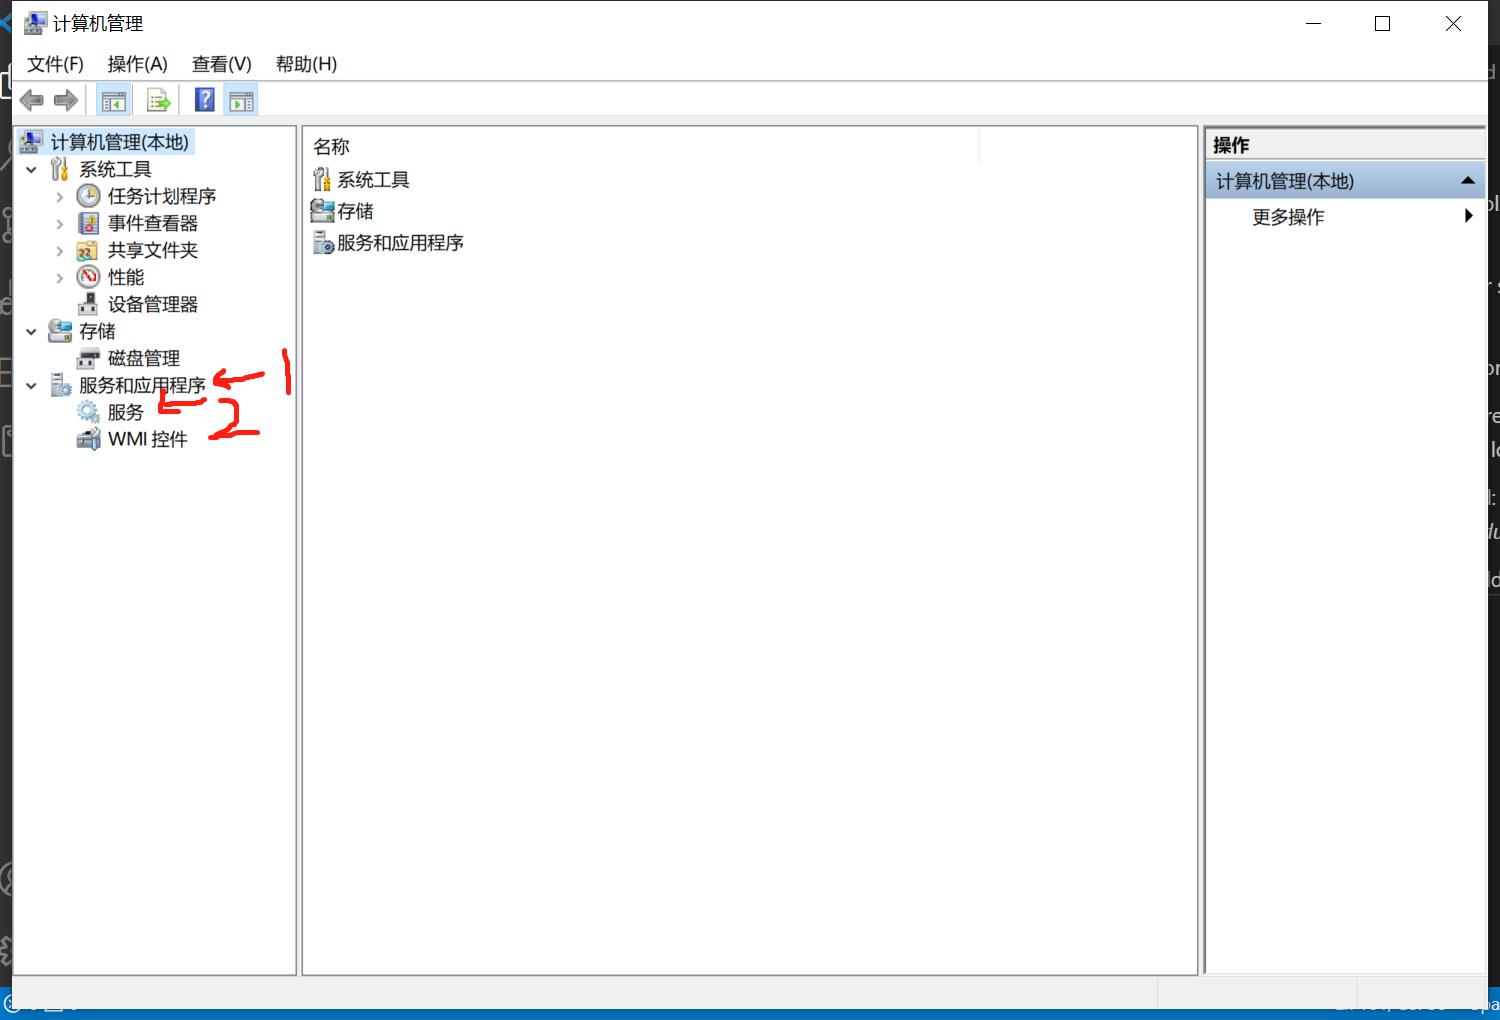 计算机管理
文件(F) 操作(A) 查看(V) 帮助(H)
计算机管理(本地)
系统工具
任务计划程序
事件查看器
共享文件夹
性能
设备管理器
存储
磁盘管理
服务和应用程序
1
服务
2
WMI 控件
名称
系统工具
存储
服务和应用程序
操作
计算机管理(本地)
更多操作